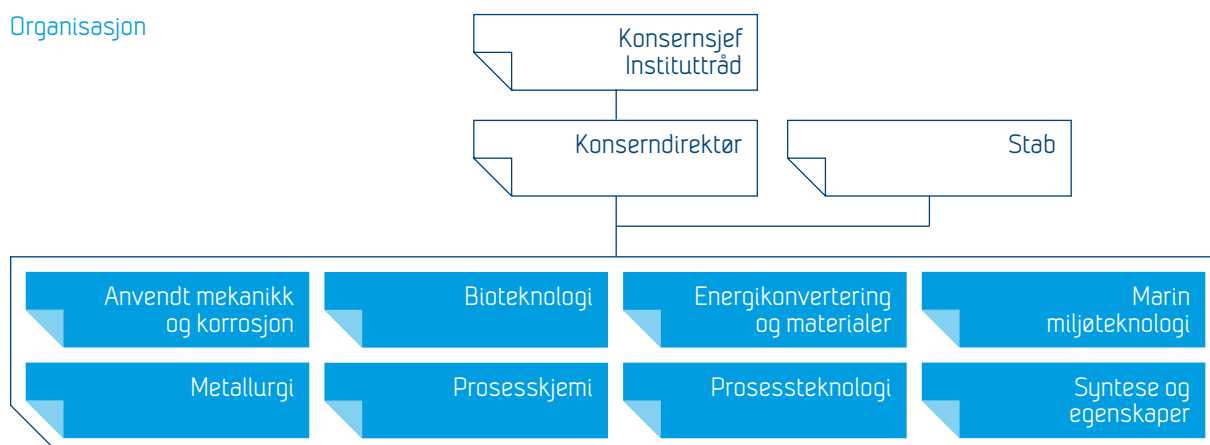 Organisasjon
Konsernsjef
Instituttråd
Konserndirektør
Stab
Anvendt mekanikk
og korrosjon
Bioteknologi
Energikonvertering
og materialer
Marin
miljøteknologi
Metallurgi
Prosesskjemi
Prosessteknologi
Syntese og
egenskaper